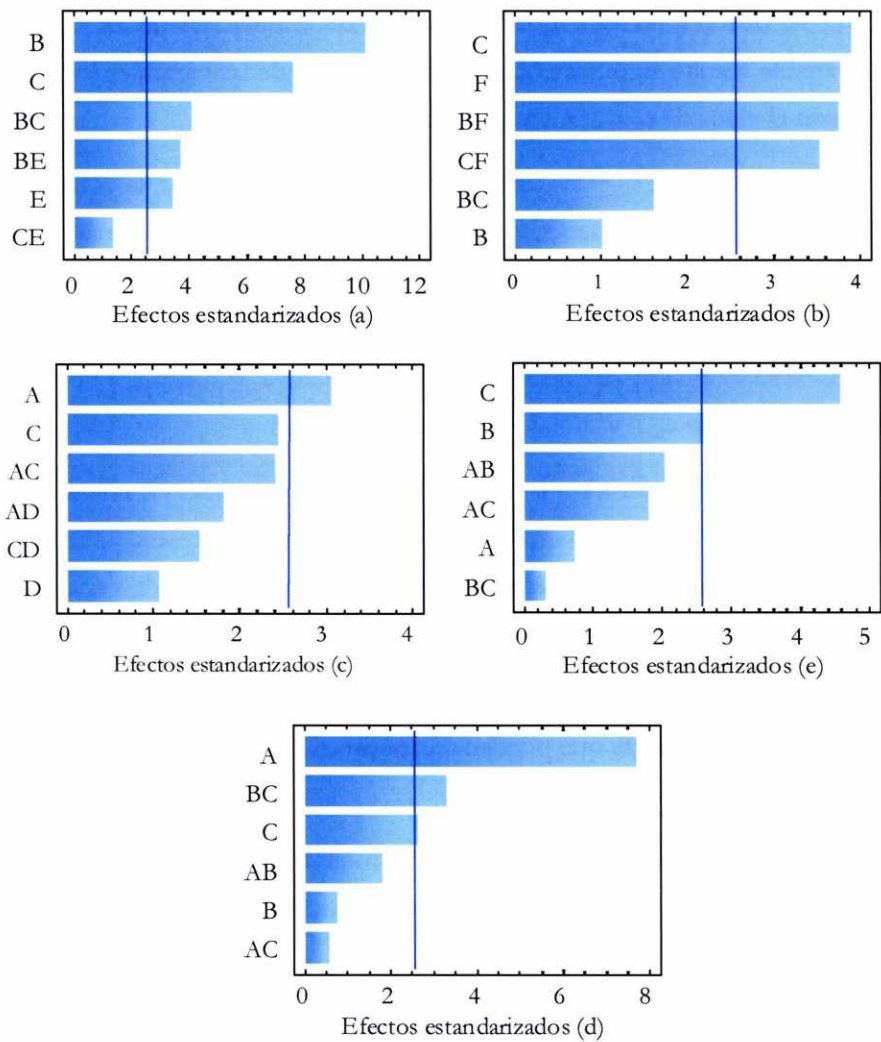 B
C
BC
BE
E
CE
0 2 4 6 8 10 12
Efectos estandarizados (a)
C
F
BF
CF
BC
B
0 1 2 3 4
Efectos estandarizados (b)
A
C
AC
AD
CD
D
0 1 2 3 4
Efectos estandarizados (c)
C
B
AB
AC
A
BC
0 1 2 3 4 5
Efectos estandarizados (e)
A
BC
C
AB
B
AC
0 2 4 6 8
Efectos estandarizados (d)